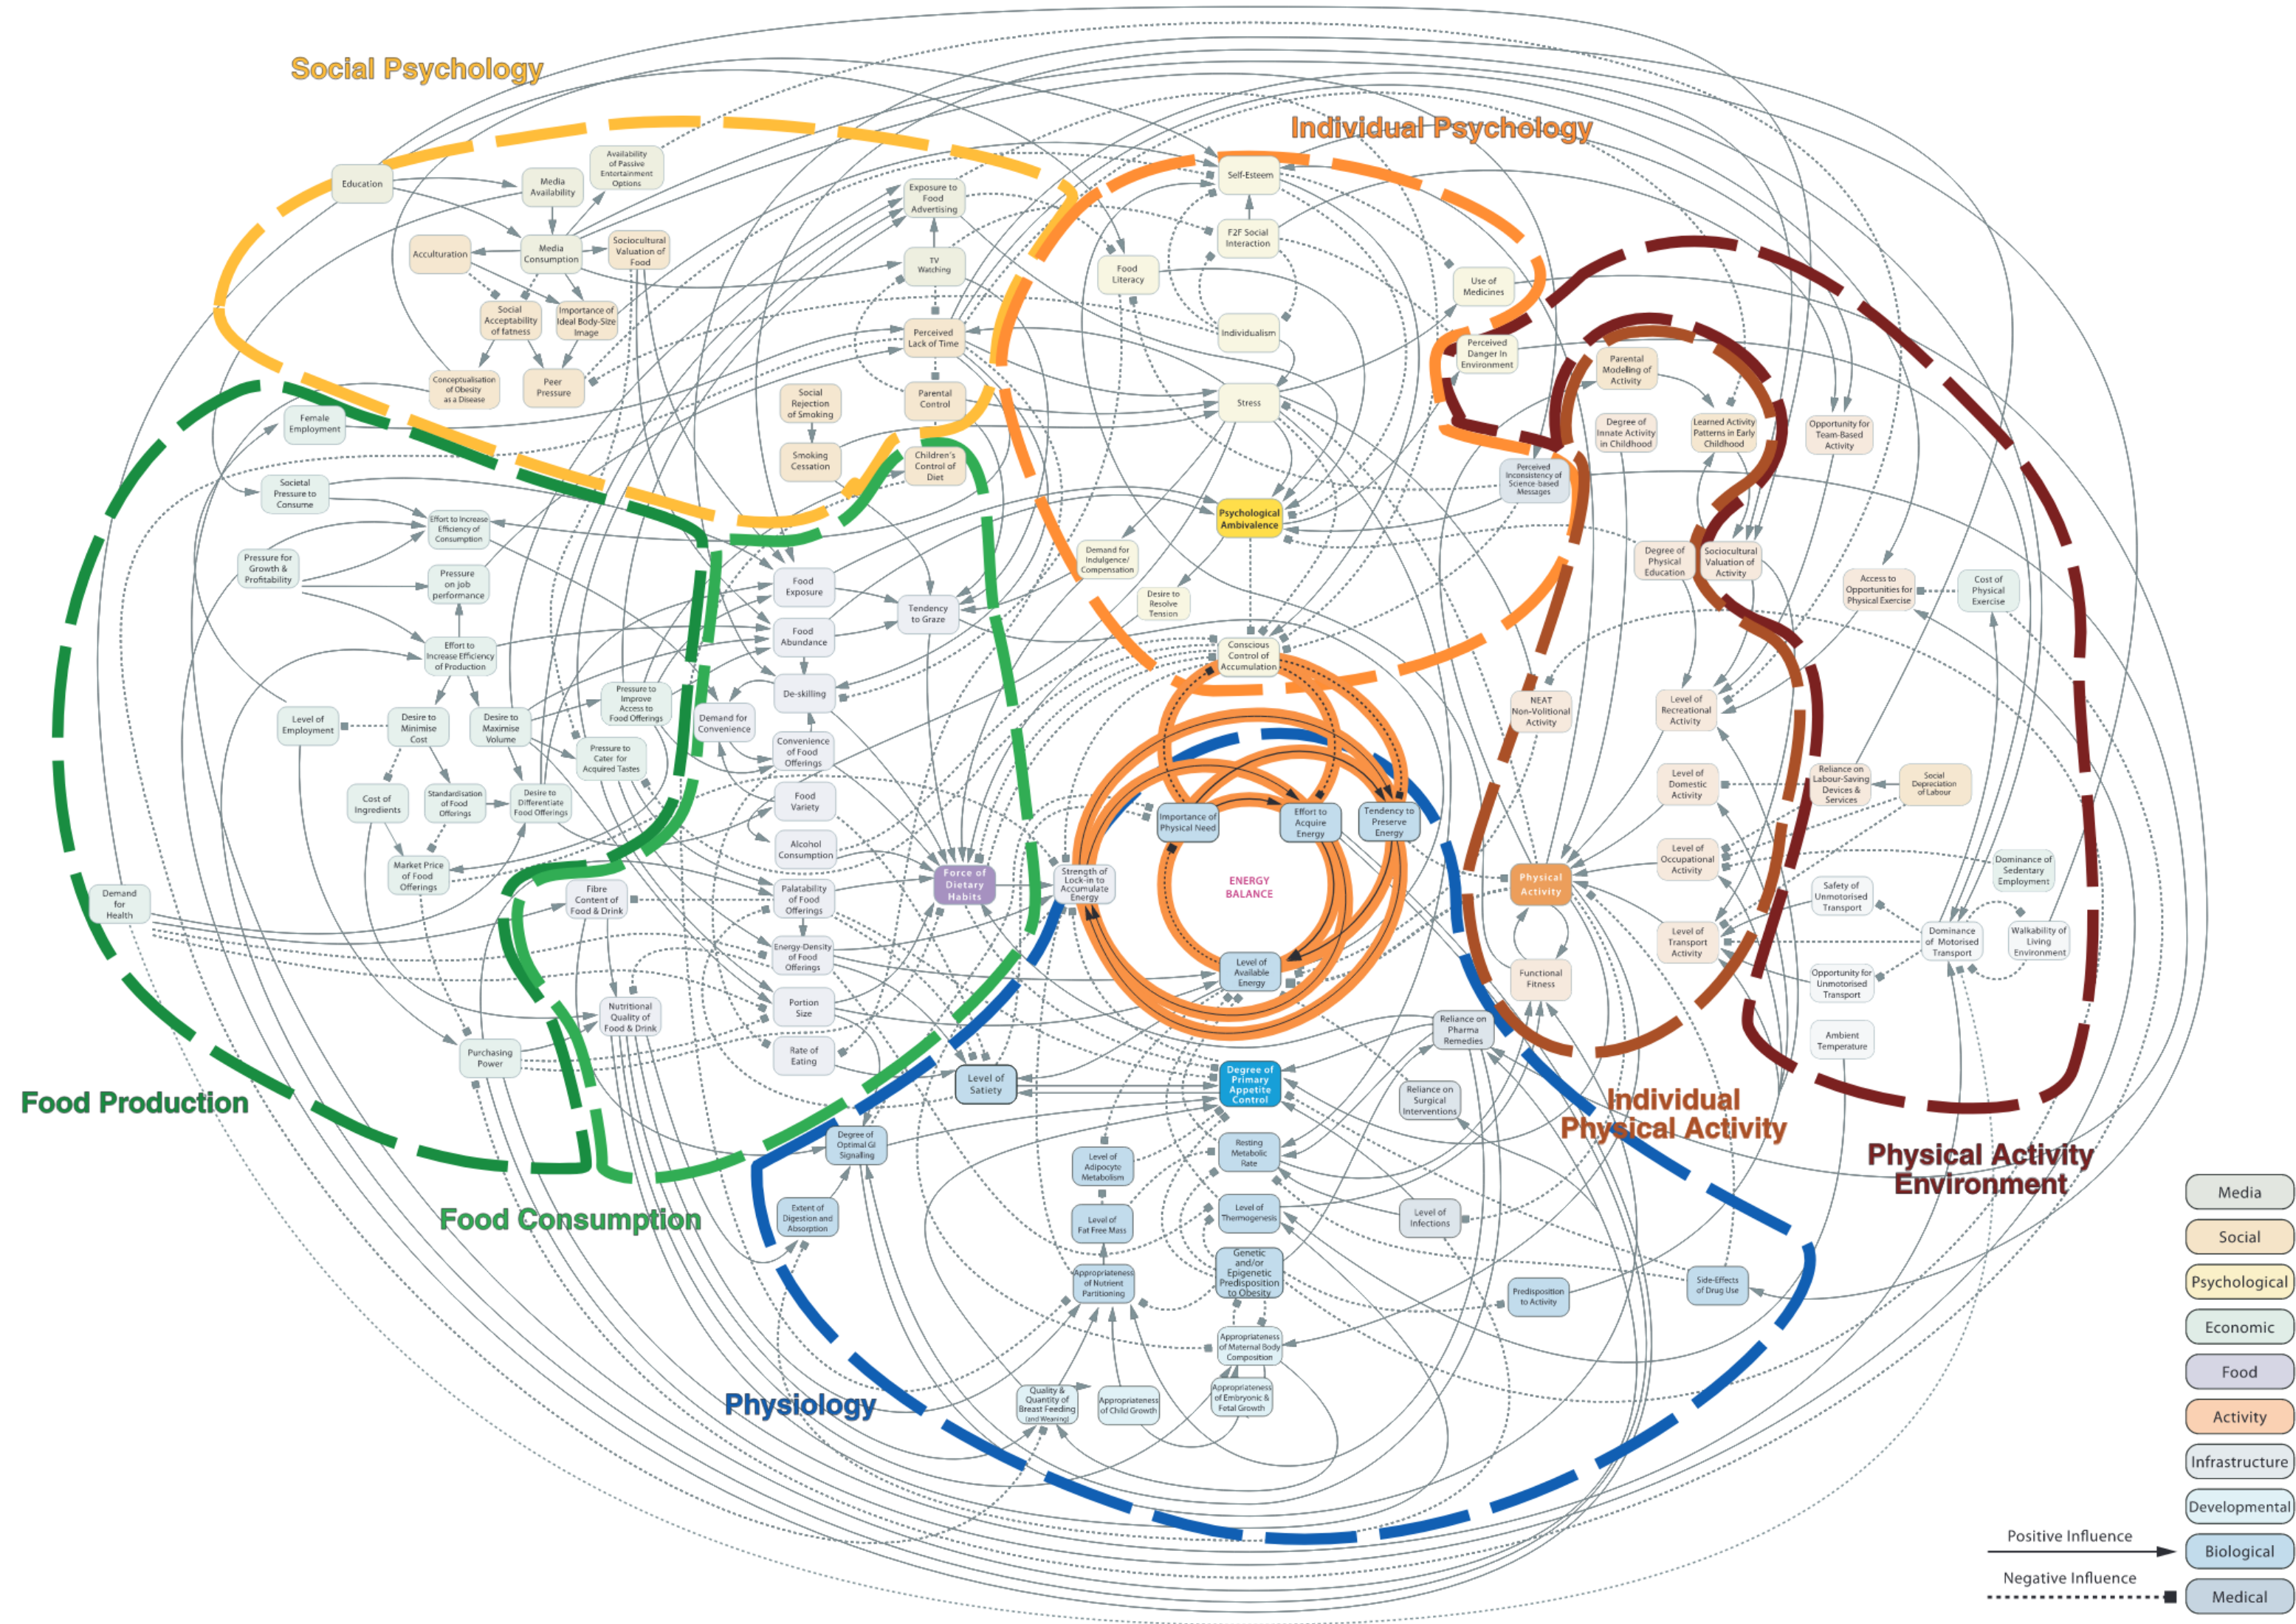 Social Psychology
Individual Psychology
Education
Media
Availability
Availability
of Passive
Entertainment
Options
Media
Consumption
Acculturation
Sociocultural
Valuation of
Food
Social
Acceptability
of fatness
Importance of
Ideal Body-Size
Image
Conceptualisation
of Obesity
as a Disease
Peer
Pressure
Exposure to
Food
Advertising
TV
Watching
Perceived
Lack of Time
Parental
Control
Children's
Control of
Diet
Social
Rejection
of Smoking
Smoking
Cessation
Self-Esteem
F2F Social
Interaction
Food
Literacy
Individualism
Stress
Use of
Medicines
Perceived
Danger In
Environment
Perceived
Inconsistency of
Science-based
Messages
Psychological
Ambivalence
Demand for
Indulgence/
Compensation
Desire to
Resolve
Tension
Conscious
Control of
Accumulation
Parental
Modelling of
Activity
Degree of
Innate Activity
in Childhood
Learned Activity
Patterns in Early
Childhood
Opportunity for
Team-Based
Activity
Degree of
Physical
Education
Sociocultural
Valuation of
Activity
Access to
Opportunities for
Physical Exercise
Cost of
Physical
Exercise
Female
Employment
Societal
Pressure to
Consume
Effort to Increase
Efficiency of
Consumption
Pressure for
Growth &
Profitability
Pressure
on job
performance
Effort to
Increase Efficiency
of Production
Level of
Employment
Desire to
Minimise
Cost
Desire to
Maximise
Volume
Pressure to
Improve
Access to
Food Offerings
Pressure to
Cater for
Acquired Tastes
Cost of
Ingredients
Standardisation
of Food
Offerings
Desire to
Differentiate
Food Offerings
Market Price
of Food
Offerings
Demand
for
Health
Purchasing
Power
Fibre
Content of
Food & Drink
Nutritional
Quality of
Food & Drink
Food
Exposure
Food
Abundance
Tendency
to Graze
De-skilling
Demand for
Convenience
Convenience
of Food
Offerings
Food
Variety
Alcohol
Consumption
Palatability
of Food
Offerings
Energy-Density
of Food
Offerings
Portion
Size
Rate of
Eating
Force of
Dietary
Habits
Strength of
Lock-in to
Accumulate
Energy
Importance of
Physical Need
Effort to
Acquire
Energy
Tendency to
Preserve
Energy
ENERGY
BALANCE
Level of
Available
Energy
NEAT
Non-Volitional
Activity
Level of
Recreational
Activity
Level of
Domestic
Activity
Reliance on
Labour-Saving
Devices &
Services
Social
Depreciation
of Labour
Level of
Occupational
Activity
Dominance of
Sedentary
Employment
Physical
Activity
Safety of
Unmotorised
Transport
Level of
Transport
Activity
Dominance
of Motorised
Transport
Walkability of
Living
Environment
Opportunity for
Unmotorised
Transport
Functional
Fitness
Ambient
Temperature
Reliance on
Pharma
Remedies
Reliance on
Surgical
Interventions
Level of
Satiety
Degree of
Primary
Appetite
Control
Degree of
Optimal GI
Signalling
Extent of
Digestion and
Absorption
Level of
Adipocyte
Metabolism
Level of
Fat Free Mass
Appropriateness
of Nutrient
Partitioning
Resting
Metabolic
Rate
Level of
Thermogenesis
Genetic
and/or
Epigenetic
Predisposition
to Obesity
Level of
Infections
Predisposition
to Activity
Side-Effects
of Drug Use
Appropriateness
of Maternal Body
Composition
Quality &
Quantity of
Breast Feeding
(and Weaning)
Appropriateness
of Child Growth
Appropriateness
of Embryonic &
Fetal Growth
Food Production
Food Consumption
Physiology
Individual
Physical Activity
Physical Activity
Environment
Media
Social
Psychological
Economic
Food
Activity
Infrastructure
Developmental
Biological
Medical
Positive Influence
Negative Influence